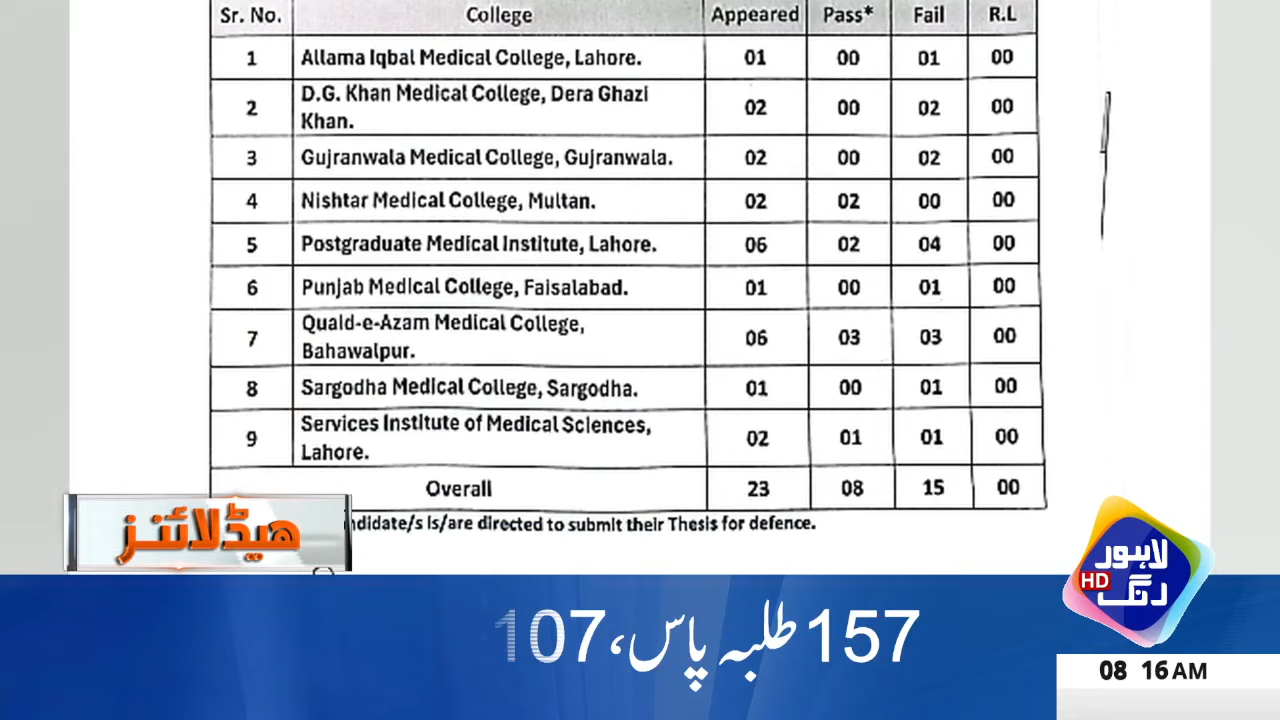 Sr. No. College Appeared Pass* Fail R.L
1 Allama Iqbal Medical College, Lahore. 01 00 01 00
2 D.G. Khan Medical College, Dera Ghazi Khan. 02 00 02 00
3 Gujranwala Medical College, Gujranwala. 02 00 02 00
4 Nishtar Medical College, Multan. 02 02 00 00
5 Postgraduate Medical Institute, Lahore. 06 02 04 00
6 Punjab Medical College, Faisalabad. 01 00 01 00
7 Quaid-e-Azam Medical College, Bahawalpur. 06 03 03 00
8 Sargodha Medical College, Sargodha. 01 00 01 00
9 Services Institute of Medical Sciences, Lahore. 02 01 01 00
Overall 23 08 15 00
ndidate/s is/are directed to submit their Thesis for defence.
ہیڈلائنز
لاہور
HD
رنگ
157 طلبہ پاس، 107
08 16 AM